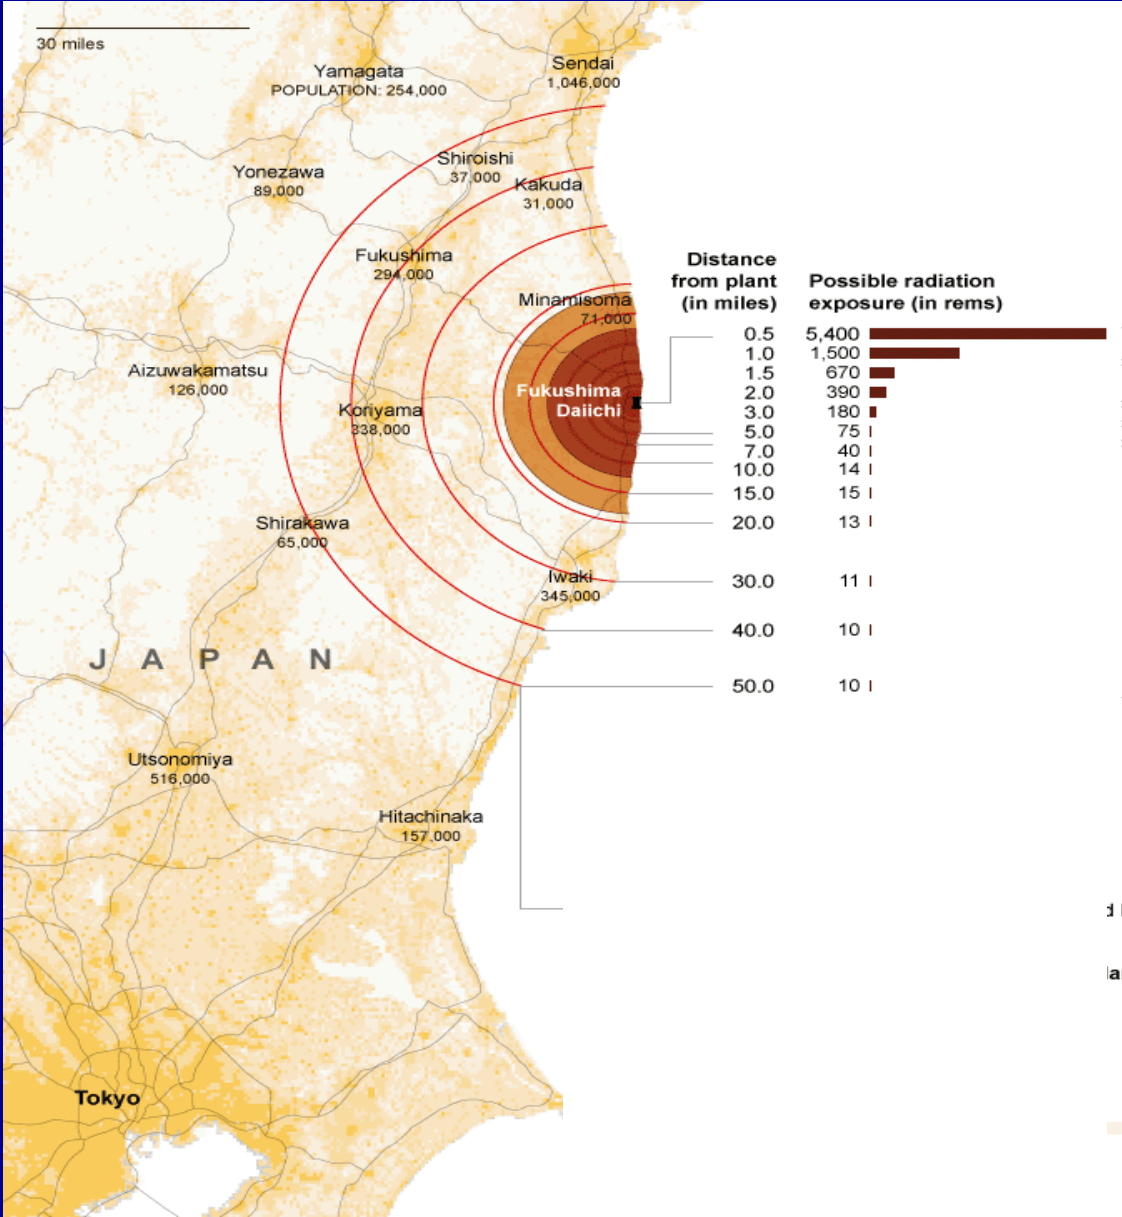 30 miles
Sendai
1,046,000
Yamagata
POPULATION: 254,000
Shiroishi
37,000
Yonezawa
89,000
Kakuda
31,000
Fukushima
294,000
Minamisoma
71,000
Distance
from plant
(in miles)
Possible radiation
exposure (in rems)
0.5 5,400
1.0 1,500
1.5 670
2.0 390
3.0 180
5.0 75
7.0 40
10.0 14
15.0 15
20.0 13
30.0 11
40.0 10
50.0 10
Aizuwakamatsu
126,000
Fukushima
Daiichi
Koriyama
338,000
Shirakawa
65,000
Iwaki
345,000
JAPAN
Utsonomiya
516,000
Hitachinaka
157,000
Tokyo